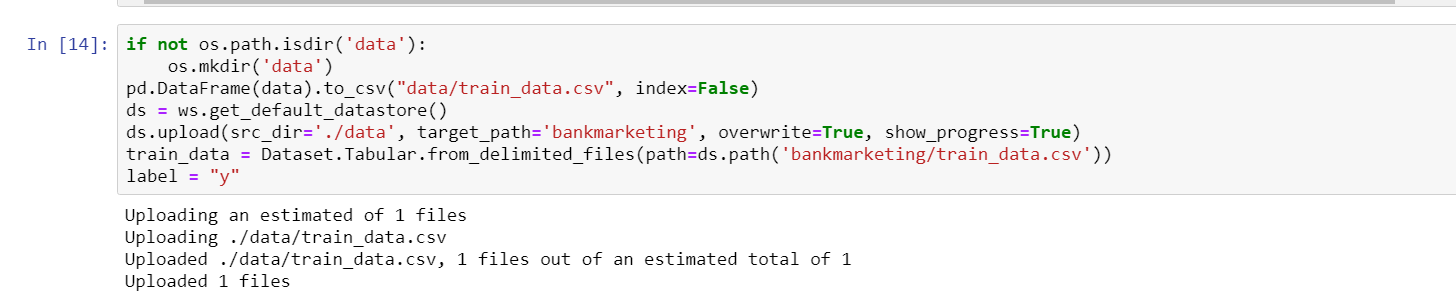 In [14]: if not os.path.isdir('data'):
    os.mkdir('data')
pd.DataFrame(data).to_csv("data/train_data.csv", index=False)
ds = ws.get_default_datastore()
ds.upload(src_dir='./data', target_path='bankmarketing', overwrite=True, show_progress=True)
train_data = Dataset.Tabular.from_delimited_files(path=ds.path('bankmarketing/train_data.csv'))
label = "y"
Uploading an estimated of 1 files
Uploading ./data/train_data.csv
Uploaded ./data/train_data.csv, 1 files out of an estimated total of 1
Uploaded 1 files